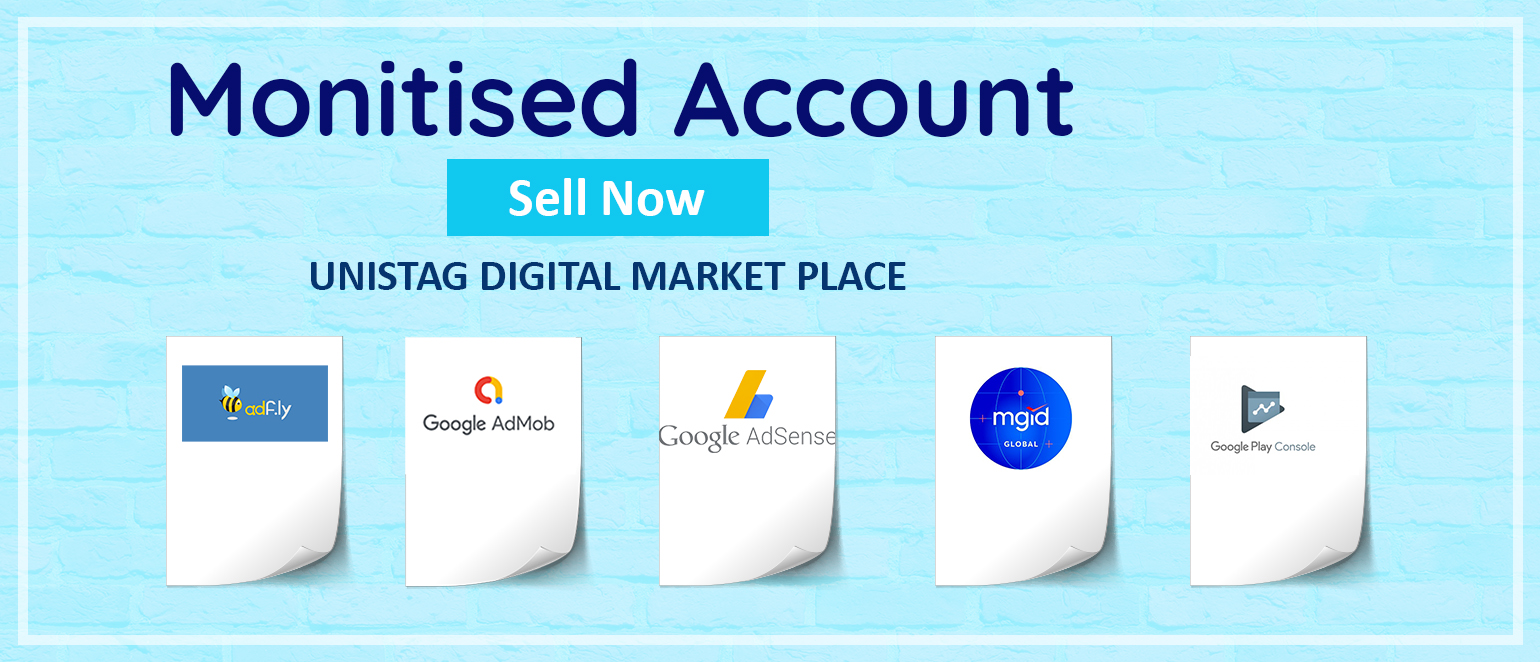 Monitised Account
Sell Now
UNISTAG DIGITAL MARKET PLACE
adf.ly
Google AdMob
Google AdSense
mgid
GLOBAL
Google Play Console